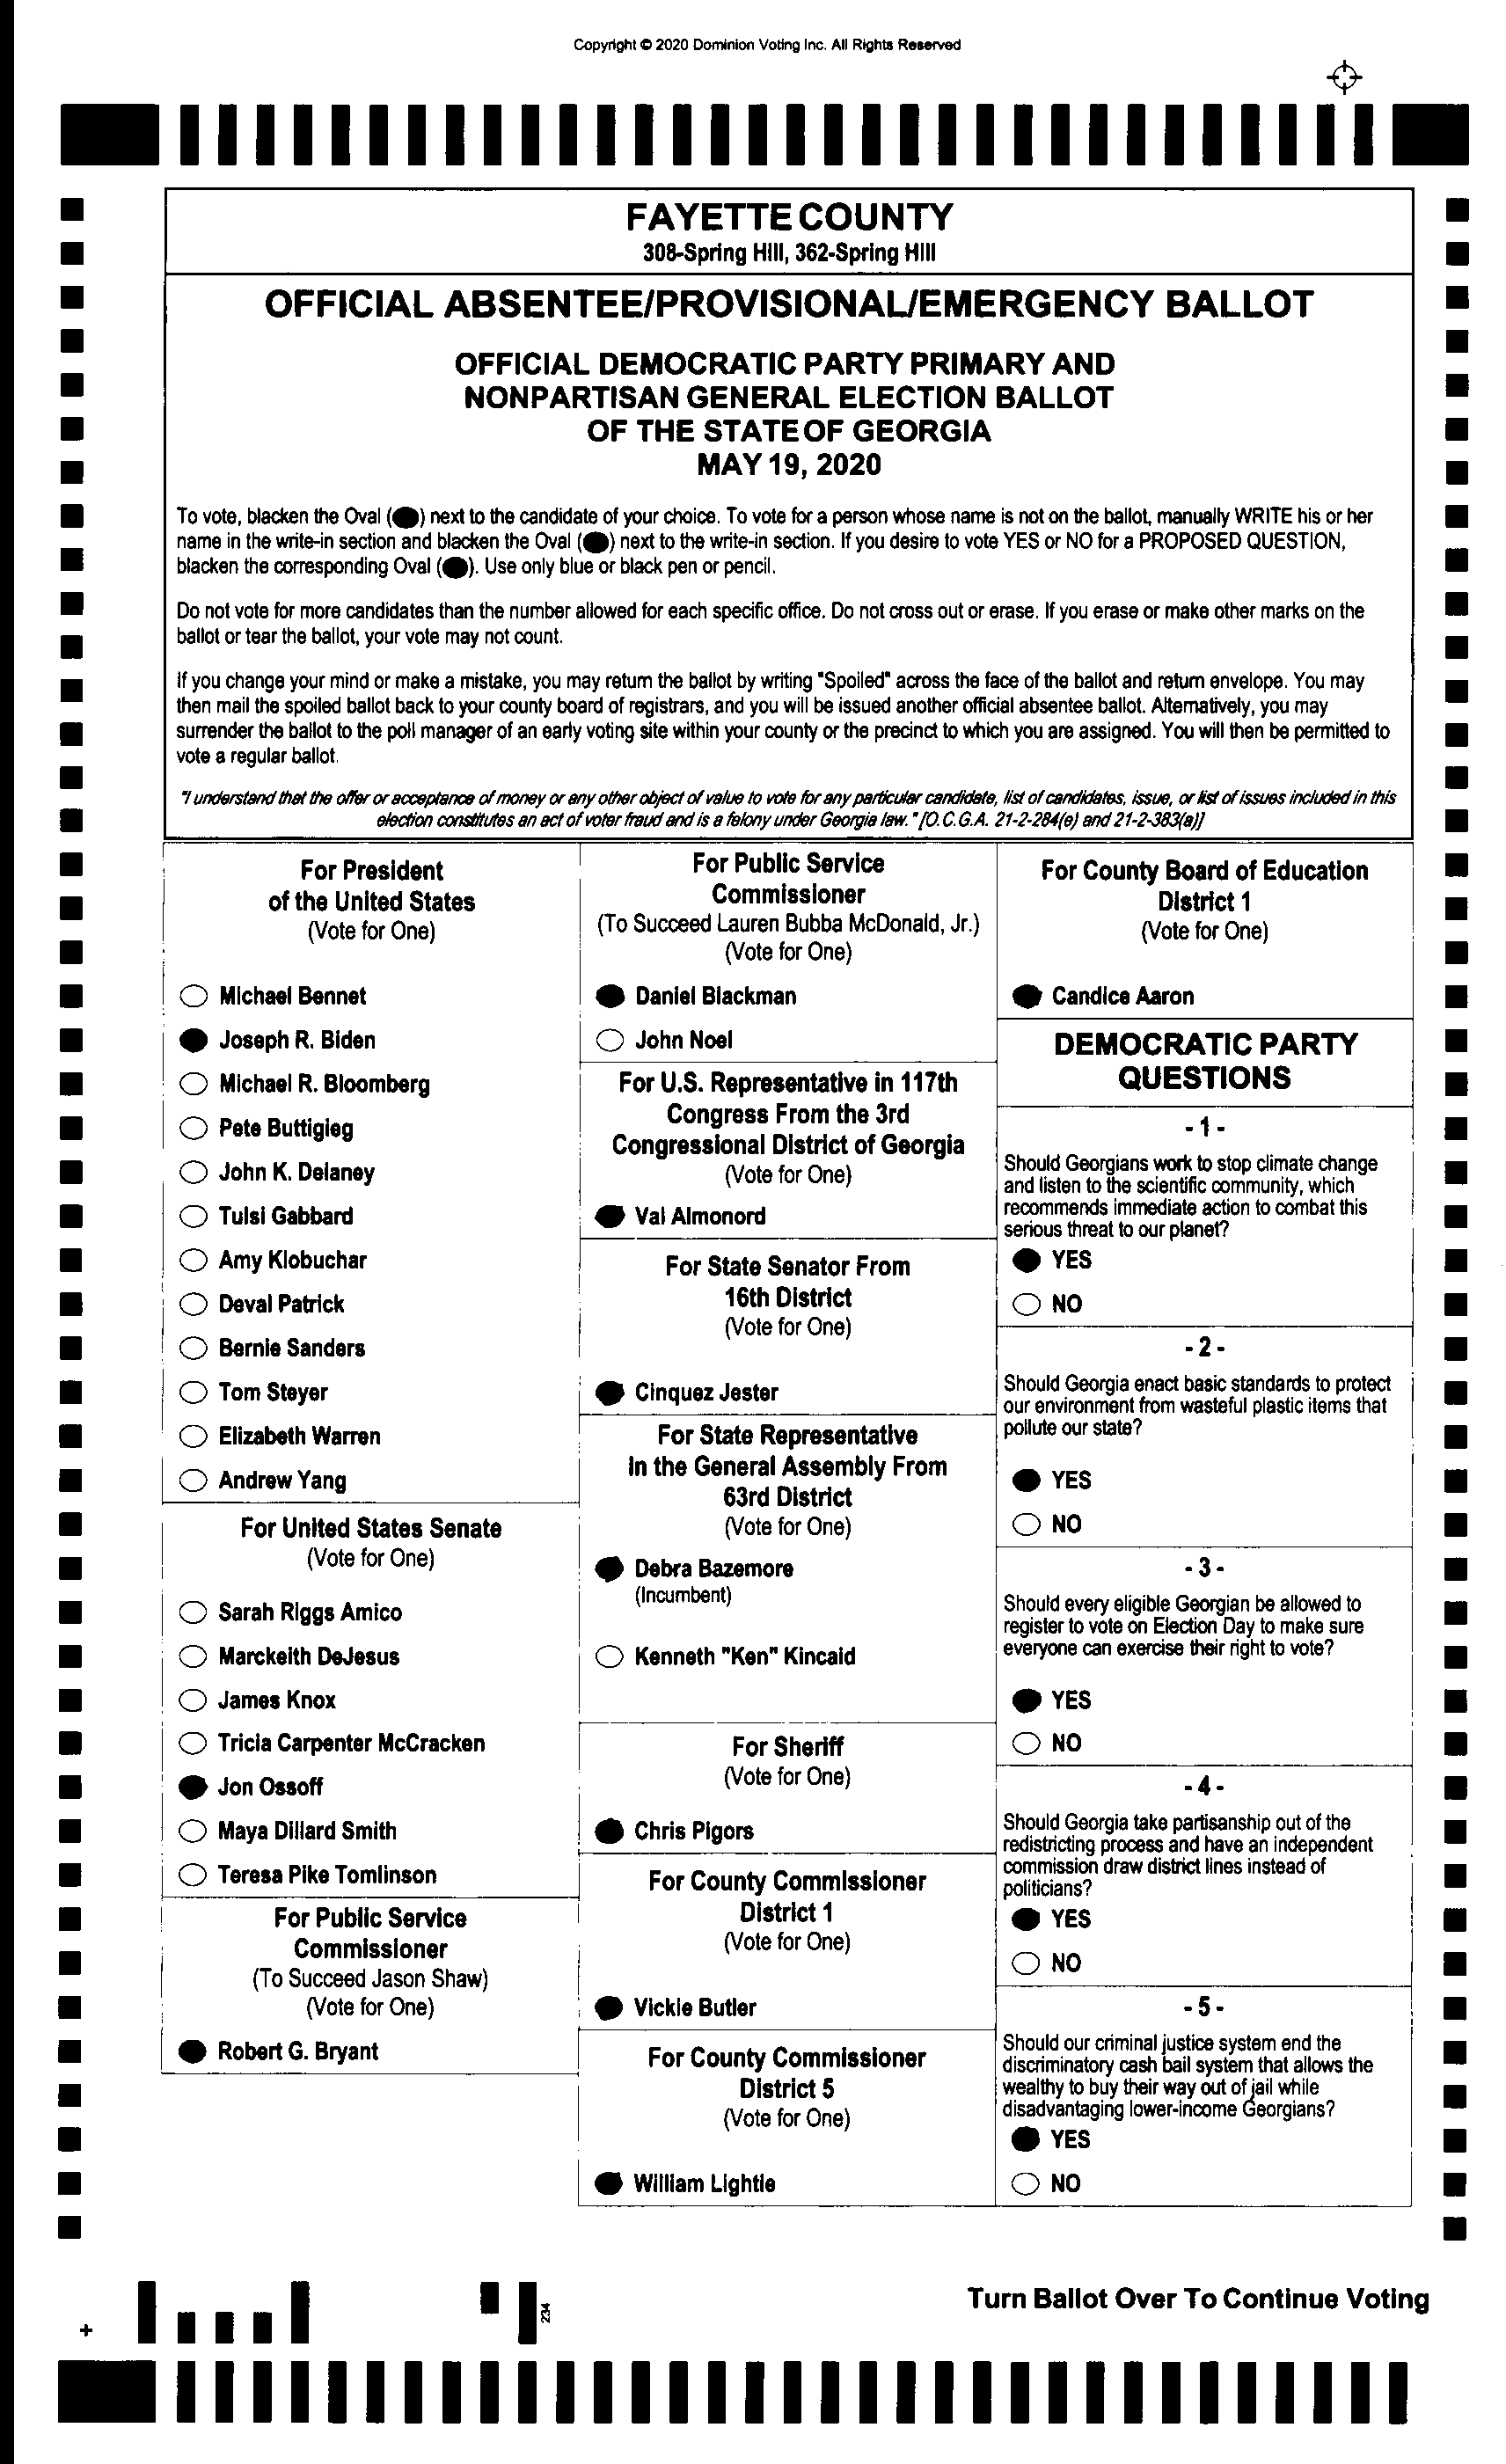 Copyright © 2020 Dominion Voting Inc. All Rights Reserved
FAYETTE COUNTY
308-Spring Hill, 362-Spring Hill
OFFICIAL ABSENTEE/PROVISIONAL/EMERGENCY BALLOT
OFFICIAL DEMOCRATIC PARTY PRIMARY AND
NONPARTISAN GENERAL ELECTION BALLOT
OF THE STATE OF GEORGIA
MAY 19, 2020
To vote, blacken the Oval ( ) next to the candidate of your choice. To vote for a person whose name is not on the ballot, manually WRITE his or her
name in the write-in section and blacken the Oval ( ) next to the write-in section. If you desire to vote YES or NO for a PROPOSED QUESTION,
blacken the corresponding Oval ( ). Use only blue or black pen or pencil.
Do not vote for more candidates than the number allowed for each specific office. Do not cross out or erase. If you erase or make other marks on the
ballot or tear the ballot, your vote may not count.
If you change your mind or make a mistake, you may return the ballot by writing "Spoiled" across the face of the ballot and return envelope. You may
then mail the spoiled ballot back to your county board of registrars, and you will be issued another official absentee ballot. Alternatively, you may
surrender the ballot to the poll manager of an early voting site within your county or the precinct to which you are assigned. You will then be permitted to
vote a regular ballot.
"I understand that the offer or acceptance of money or any other object of value to vote for any particular candidate, list of candidates, issue, or list of issues included in this
election constitutes an act of voter fraud and is a felony under Georgia law." [O.C.G.A. 21-2-284(e) and 21-2-383(a)]
For President
of the United States
(Vote for One)
Michael Bennet
Joseph R. Biden
Michael R. Bloomberg
Pete Buttigieg
John K. Delaney
Tulsi Gabbard
Amy Klobuchar
Deval Patrick
Bernie Sanders
Tom Steyer
Elizabeth Warren
Andrew Yang
For United States Senate
(Vote for One)
Sarah Riggs Amico
Marckeith DeJesus
James Knox
Tricia Carpenter McCracken
Jon Ossoff
Maya Dillard Smith
Teresa Pike Tomlinson
For Public Service
Commissioner
(To Succeed Jason Shaw)
(Vote for One)
Robert G. Bryant
For Public Service
Commissioner
(To Succeed Lauren Bubba McDonald, Jr.)
(Vote for One)
Daniel Blackman
John Noel
For U.S. Representative in 117th
Congress From the 3rd
Congressional District of Georgia
(Vote for One)
Val Almonord
For State Senator From
16th District
(Vote for One)
Cinquez Jester
For State Representative
In the General Assembly From
63rd District
(Vote for One)
Debra Bazemore
(Incumbent)
Kenneth "Ken" Kincaid
For Sheriff
(Vote for One)
Chris Pigors
For County Commissioner
District 1
(Vote for One)
Vickie Butler
For County Commissioner
District 5
(Vote for One)
William Lightle
For County Board of Education
District 1
(Vote for One)
Candice Aaron
DEMOCRATIC PARTY
QUESTIONS
- 1 -
Should Georgians work to stop climate change
and listen to the scientific community, which
recommends immediate action to combat this
serious threat to our planet?
YES
NO
- 2 -
Should Georgia enact basic standards to protect
our environment from wasteful plastic items that
pollute our state?
YES
NO
- 3 -
Should every eligible Georgian be allowed to
register to vote on Election Day to make sure
everyone can exercise their right to vote?
YES
NO
- 4 -
Should Georgia take partisanship out of the
redistricting process and have an independent
commission draw district lines instead of
politicians?
YES
NO
- 5 -
Should our criminal justice system end the
discriminatory cash bail system that allows the
wealthy to buy their way out of jail while
disadvantaging lower-income Georgians?
YES
NO
Turn Ballot Over To Continue Voting
234
+